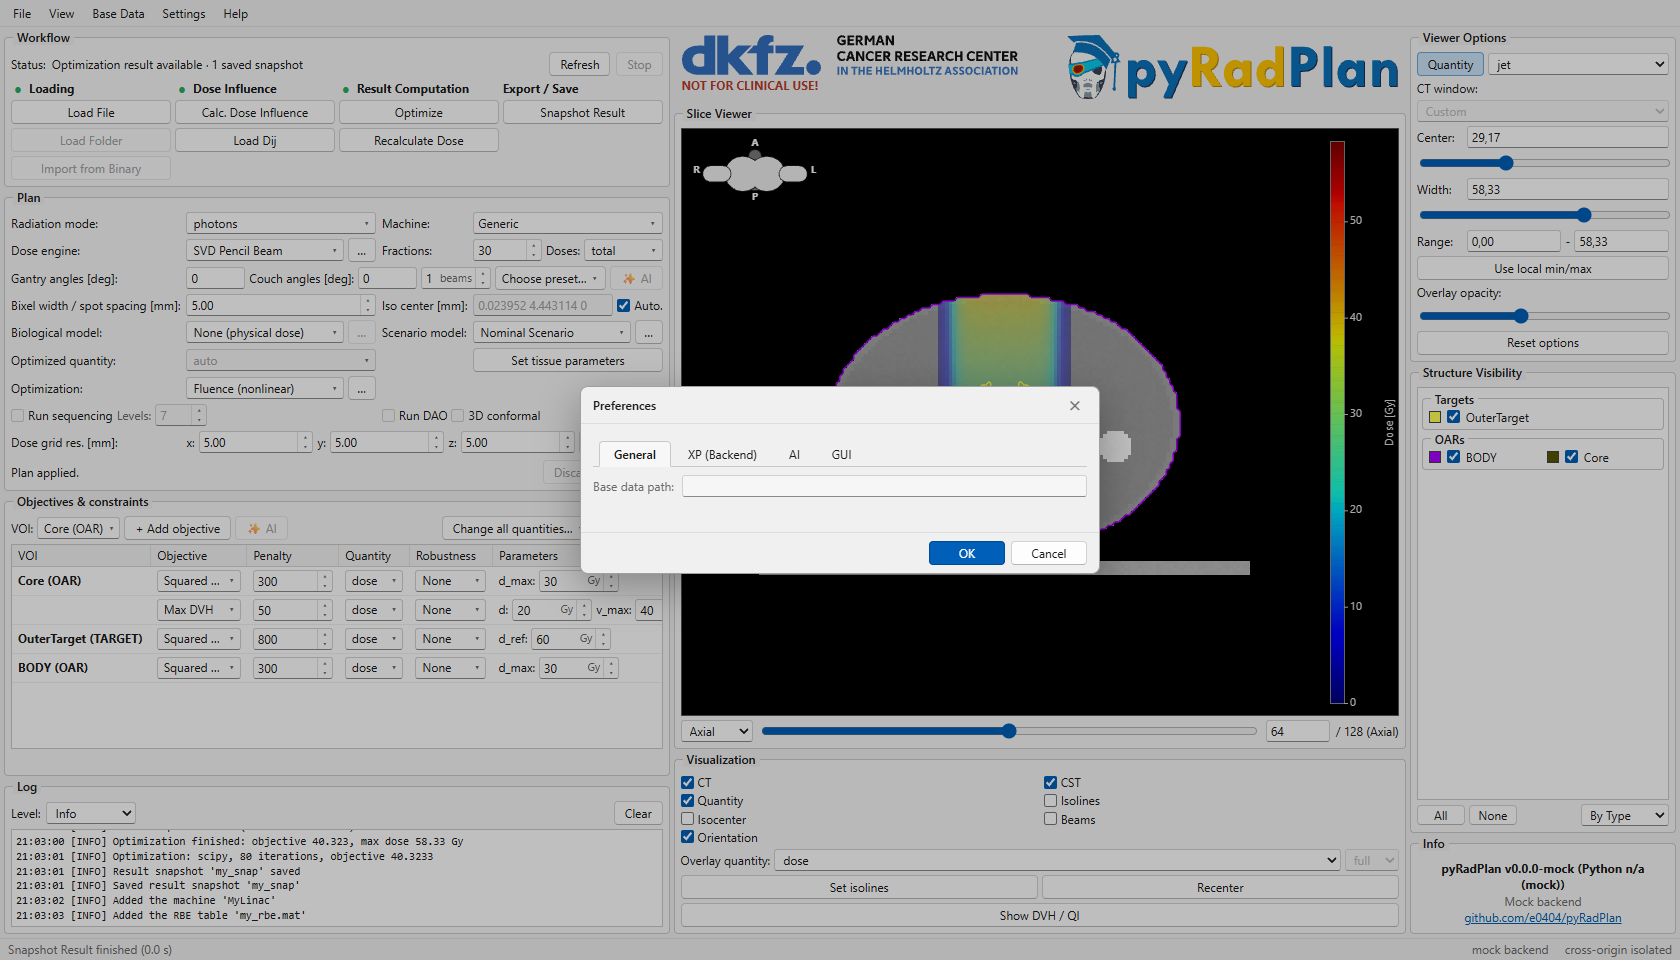 File View Base Data Settings Help
Workflow
Status: Optimization result available · 1 saved snapshot
Refresh Stop
Loading Dose Influence Result Computation Export / Save
Load File Calc. Dose Influence Optimize Snapshot Result
Load Folder Load Dij Recalculate Dose
Import from Binary
Plan
Radiation mode: photons Machine: Generic
Dose engine: SVD Pencil Beam ... Fractions: 30 Doses: total
Gantry angles [deg]: 0 Couch angles [deg]: 0 1 beams Choose preset... ✨ AI
Bixel width / spot spacing [mm]: 5.00 Iso center [mm]: 0.023952 4.443114 0 Auto.
Biological model: None (physical dose) ... Scenario model: Nominal Scenario ...
Optimized quantity: auto Set tissue parameters
Optimization: Fluence (nonlinear) ...
Run sequencing Levels: 7 Run DAO 3D conformal
Dose grid res. [mm]: x: 5.00 y: 5.00 z: 5.00
Plan applied. Disca
Objectives & constraints
VOI: Core (OAR) + Add objective ✨ AI Change all quantities...
VOI Objective Penalty Quantity Robustness Parameters
Core (OAR) Squared ... 300 dose None d_max: 30 Gy
Max DVH 50 dose None d: 20 Gy v_max: 40
OuterTarget (TARGET) Squared ... 800 dose None d_ref: 60 Gy
BODY (OAR) Squared ... 300 dose None d_max: 30 Gy
Log
Level: Info Clear
21:03:00 [INFO] Optimization finished: objective 40.323, max dose 58.33 Gy
21:03:01 [INFO] Optimization: scipy, 80 iterations, objective 40.3233
21:03:01 [INFO] Result snapshot 'my_snap' saved
21:03:01 [INFO] Saved result snapshot 'my_snap'
21:03:02 [INFO] Added the machine 'MyLinac'
21:03:03 [INFO] Added the RBE table 'my_rbe.mat'
Snapshot Result finished (0.0 s)
dkfz.
GERMAN
CANCER RESEARCH CENTER
IN THE HELMHOLTZ ASSOCIATION
NOT FOR CLINICAL USE!
pyRadPlan
Slice Viewer
A
R L
P
50
40
30
20
10
0
Dose [Gy]
Axial 64 / 128 (Axial)
Preferences
General XP (Backend) AI GUI
Base data path:
OK Cancel
Visualization
CT CST
Quantity Isolines
Isocenter Beams
Orientation
Overlay quantity: dose full
Set isolines Recenter
Show DVH / QI
Viewer Options
Quantity jet
CT window:
Custom
Center: 29,17
Width: 58,33
Range: 0,00 - 58,33
Use local min/max
Overlay opacity:
Reset options
Structure Visibility
Targets
OuterTarget
OARs
BODY Core
All None By Type
Info
pyRadPlan v0.0.0-mock (Python n/a
(mock))
Mock backend
github.com/e0404/pyRadPlan
mock backend cross-origin isolated